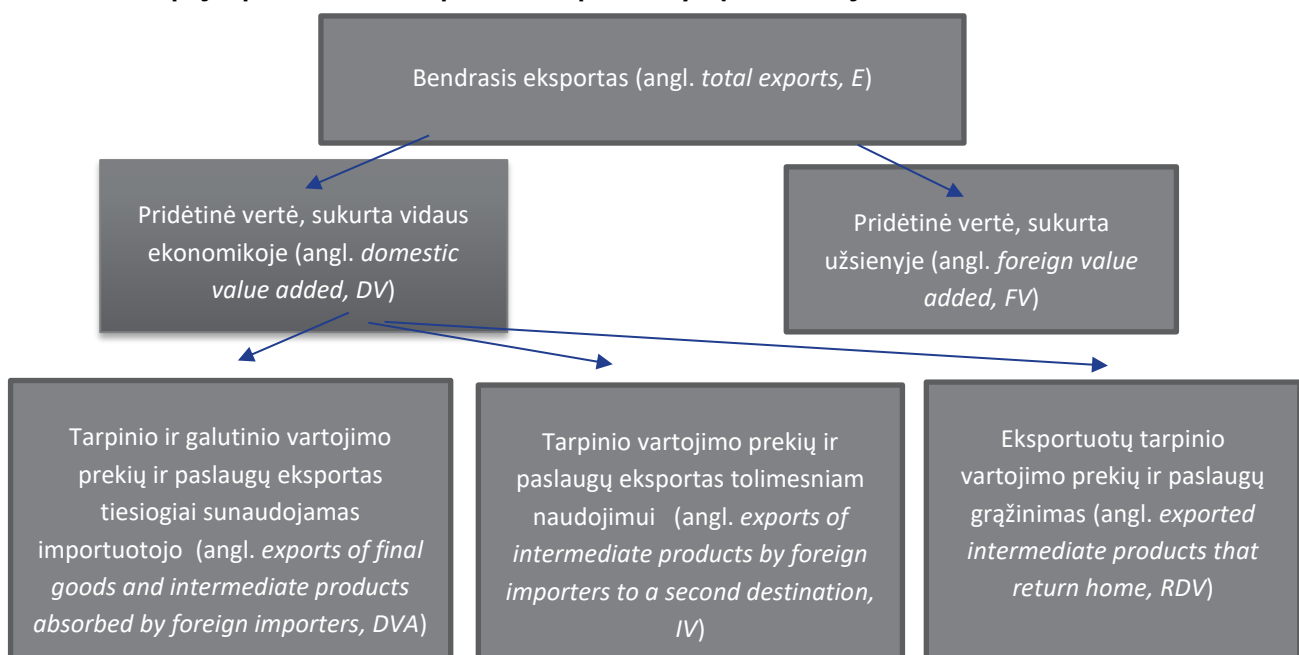 Bendrasis eksportas (angl. total exports, E)
Pridėtinė vertė, sukurta vidaus
ekonomikoje (angl. domestic
value added, DV)
Pridėtinė vertė, sukurta
užsienyje (angl. foreign value
added, FV)
Tarpinio ir galutinio vartojimo
prekių ir paslaugų eksportas
tiesiogiai sunaudojamas
importuotojo (angl. exports of final
goods and intermediate products
absorbed by foreign importers, DVA)
Tarpinio vartojimo prekių ir
paslaugų eksportas tolimesniam
naudojimui (angl. exports of
intermediate products by foreign
importers to a second destination,
IV)
Eksportuotų tarpinio
vartojimo prekių ir paslaugų
grąžinimas (angl. exported
intermediate products that
return home, RDV)